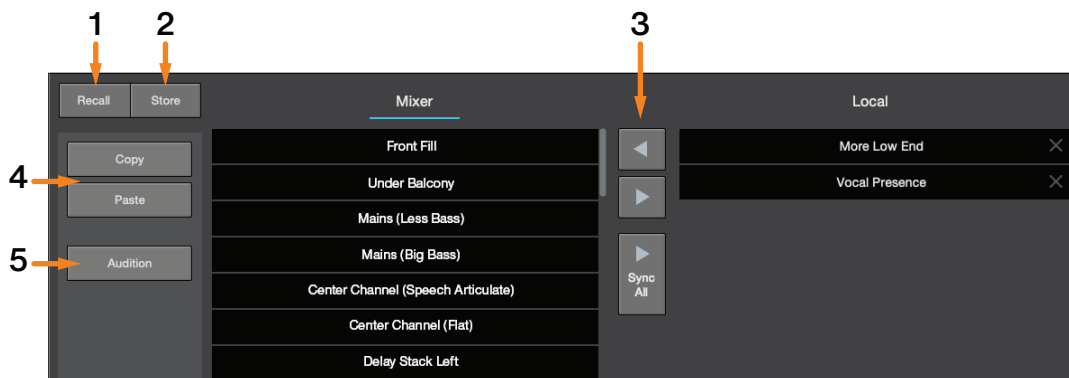 1 2 3
Recall Store Mixer Local
Front Fill More Low End
Copy
Under Balcony Vocal Presence
4
Paste
Mains (Less Bass)
Mains (Big Bass)
5 Audition
Sync
All
Center Channel (Speech Articulate)
Center Channel (Flat)
Delay Stack Left